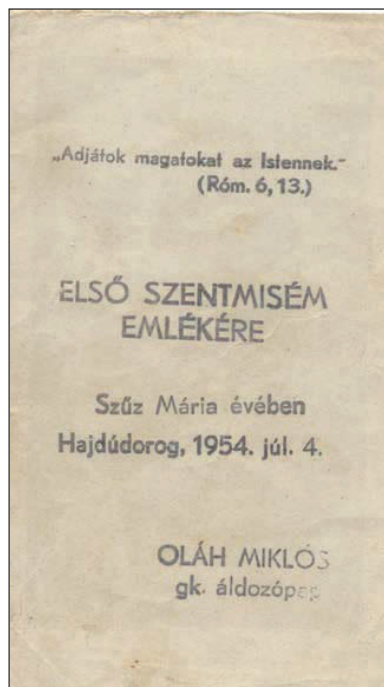 „Adjátok magatokat az Istennek.”
(Róm. 6, 13.)
ELSŐ SZENTMISÉM
EMLÉKÉRE
Szűz Mária évében
Hajdúdorog, 1954. júl. 4.
OLÁH MIKLÓS
gk. áldozópap